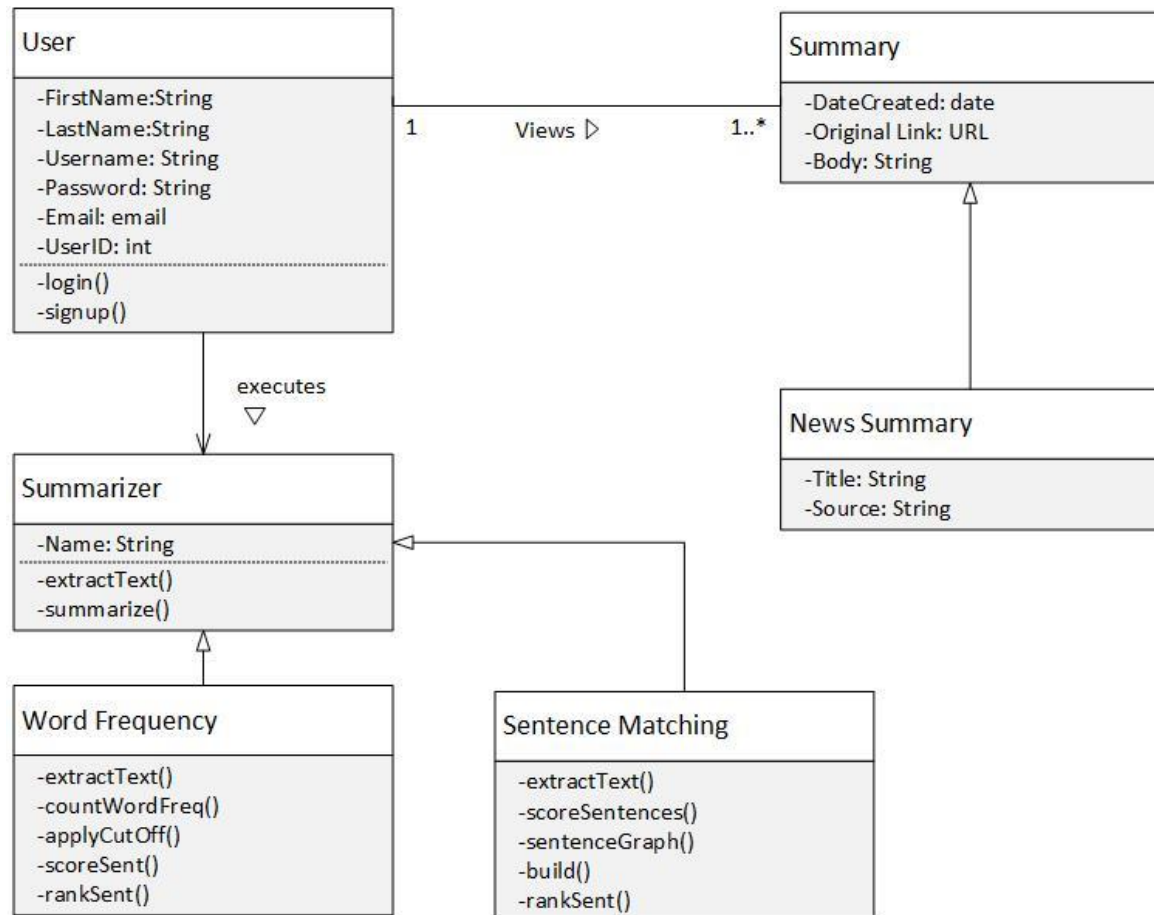 User
-FirstName:String
-LastName:String
-Username: String
-Password: String
-Email: email
-UserID: int
-login()
-signup()
1
Views ▷
1..*
Summary
-DateCreated: date
-Original Link: URL
-Body: String
executes
▽
News Summary
-Title: String
-Source: String
Summarizer
-Name: String
-extractText()
-summarize()
Word Frequency
-extractText()
-countWordFreq()
-applyCutOff()
-scoreSent()
-rankSent()
Sentence Matching
-extractText()
-scoreSentences()
-sentenceGraph()
-build()
-rankSent()